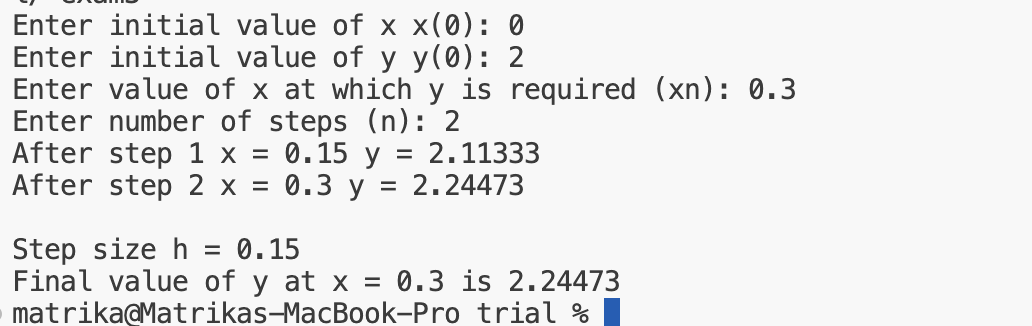 Enter initial value of x x(0): 0
Enter initial value of y y(0): 2
Enter value of x at which y is required (xn): 0.3
Enter number of steps (n): 2
After step 1 x = 0.15 y = 2.11333
After step 2 x = 0.3 y = 2.24473
Step size h = 0.15
Final value of y at x = 0.3 is 2.24473
matrika@Matrikas-MacBook-Pro trial %